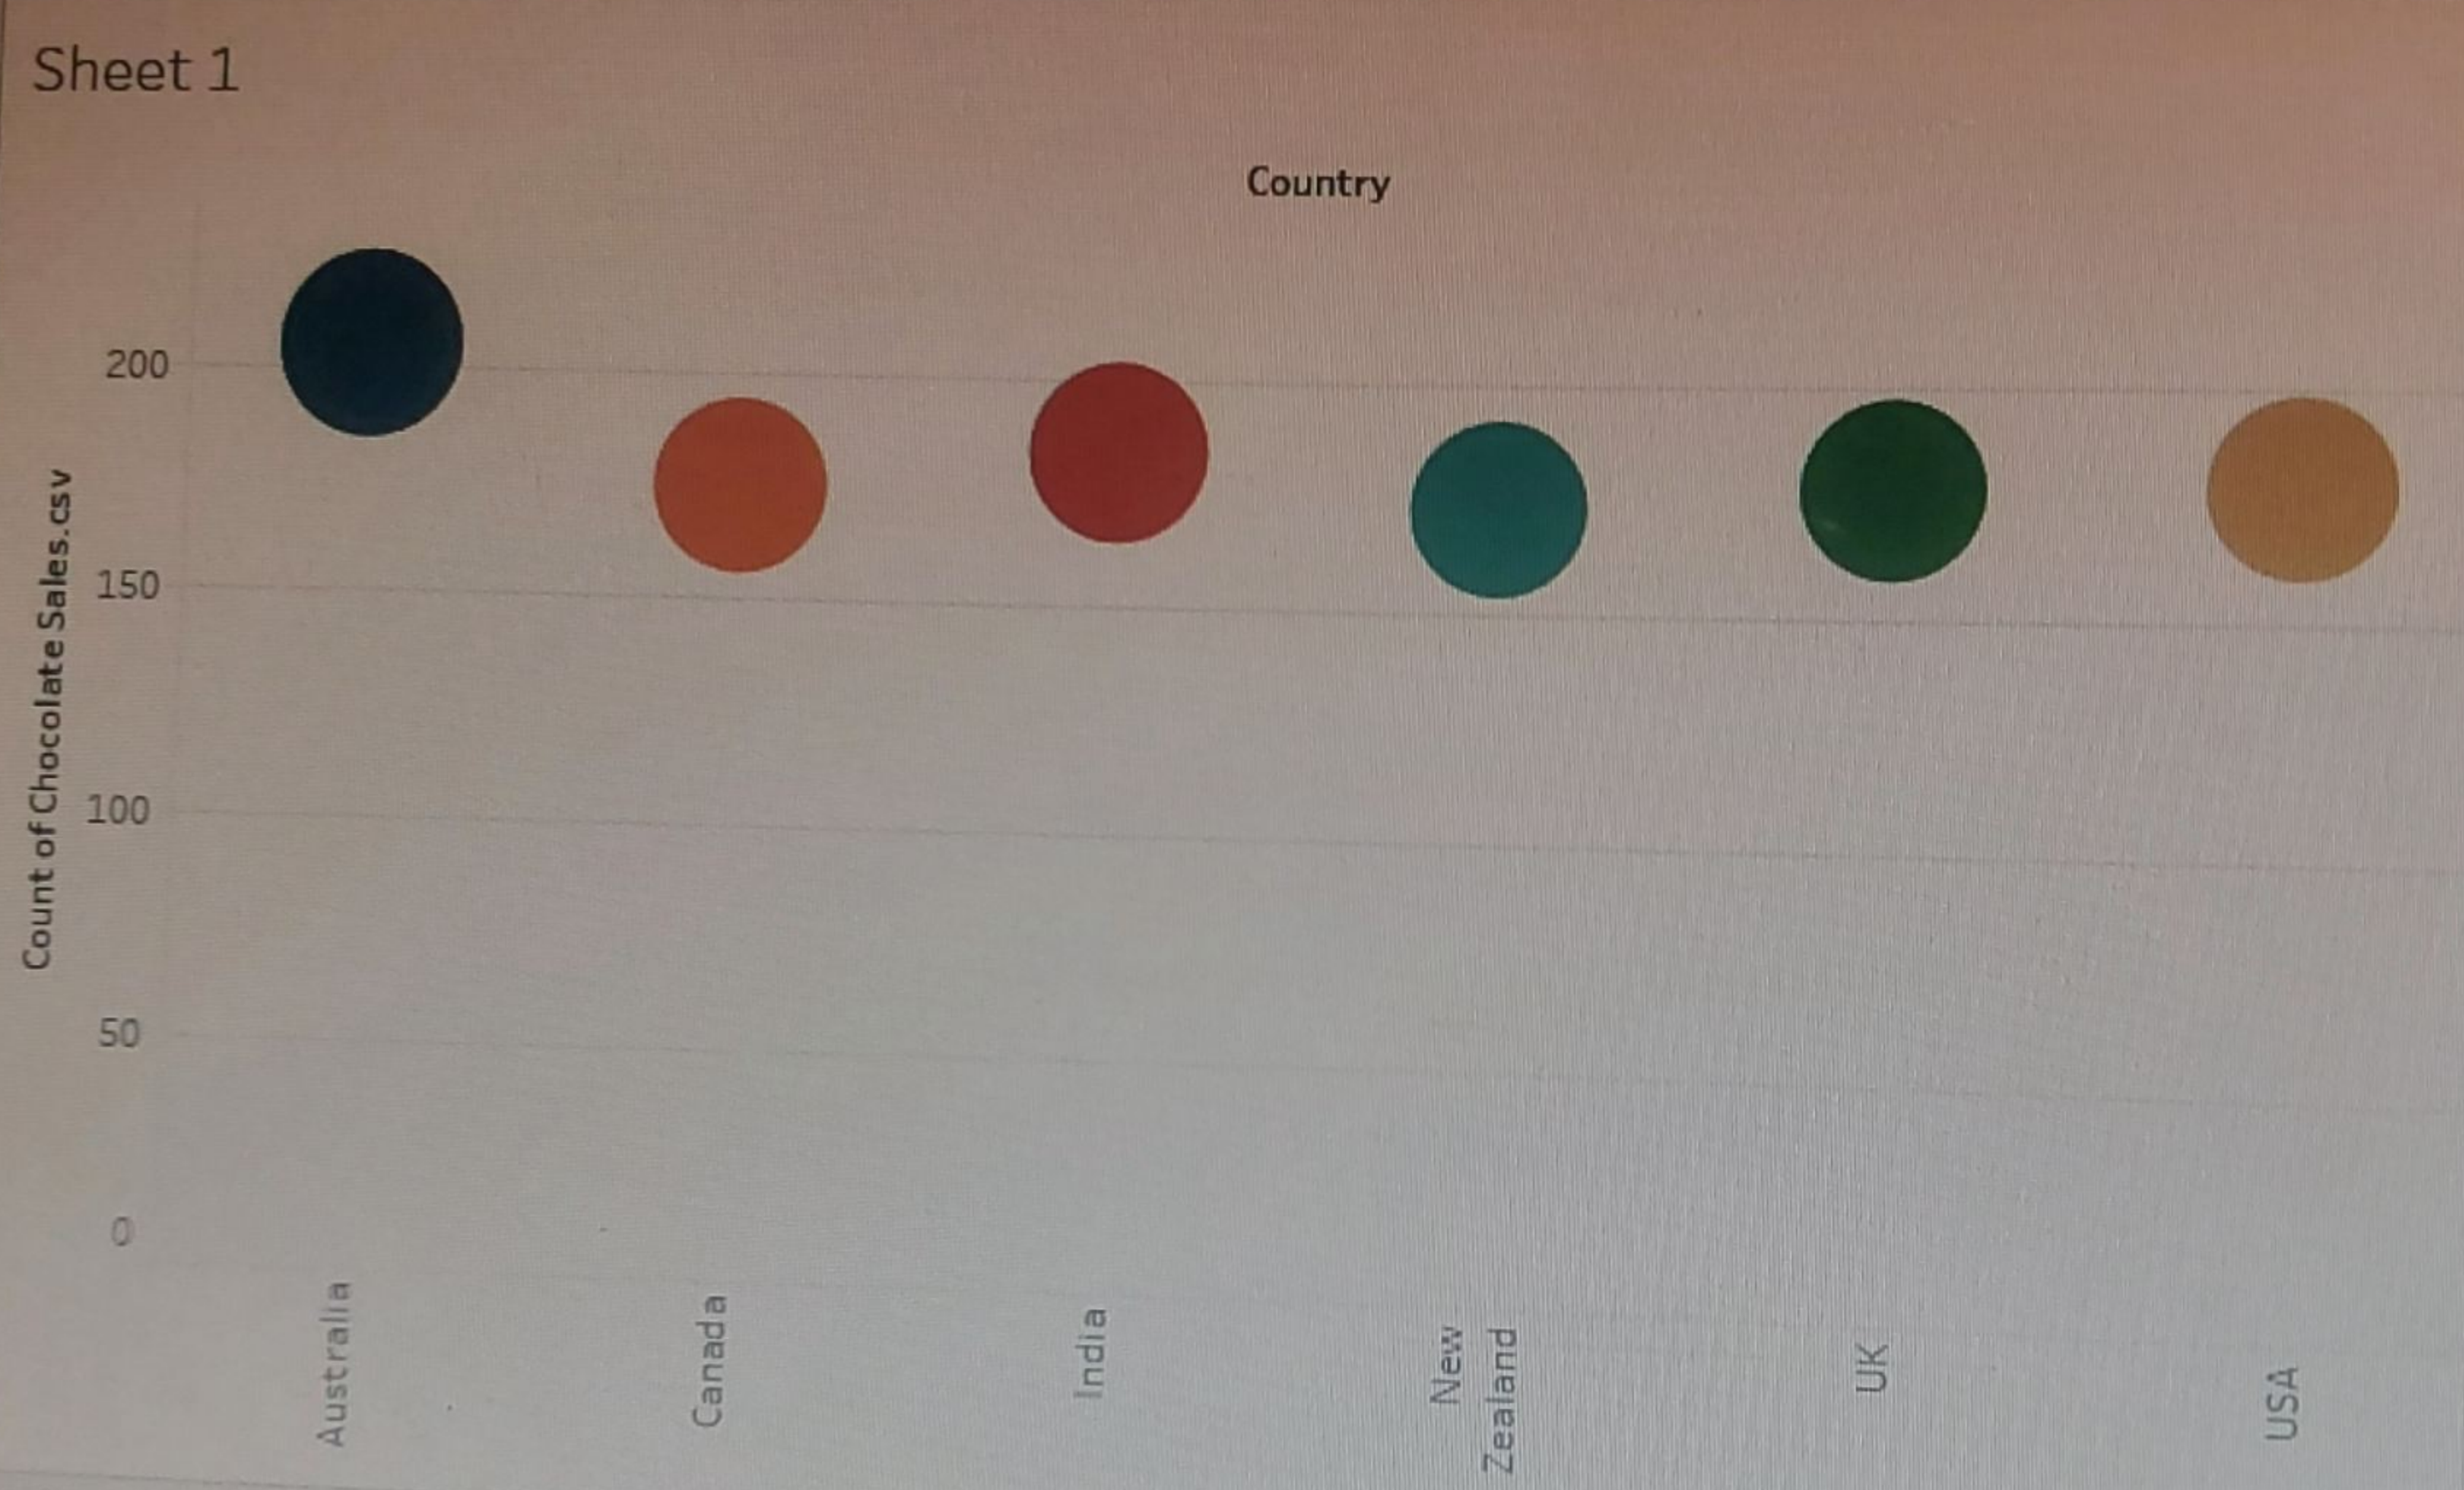 Sheet 1
Country
Count of Chocolate Sales.csv
200
150
100
50
0
Australia
Canada
India
New
Zealand
UK
USA